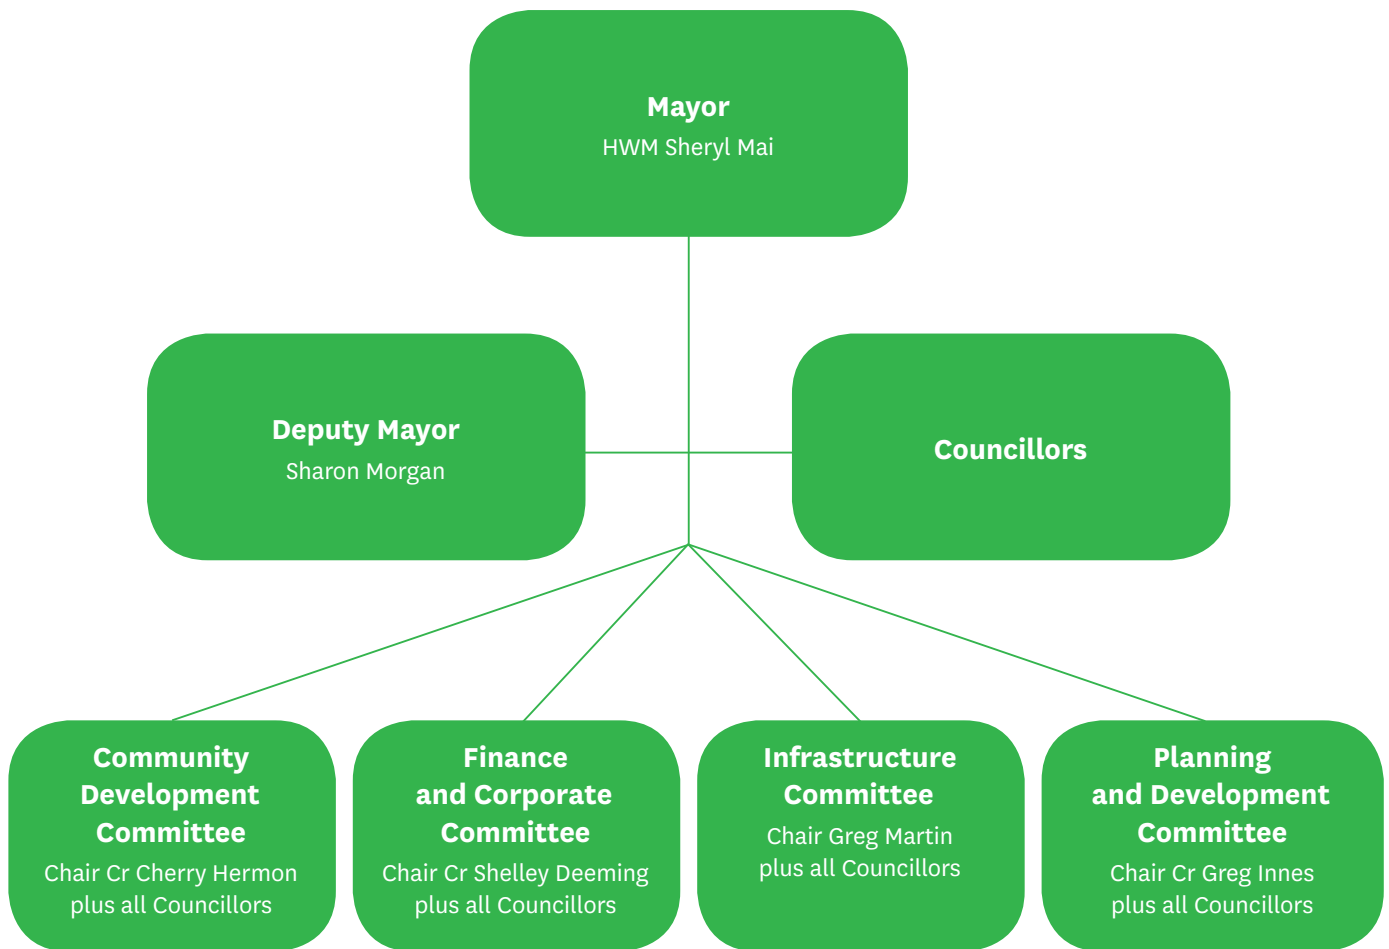 Mayor
HWM Sheryl Mai
Deputy Mayor
Sharon Morgan
Councillors
Community
Development
Committee
Chair Cr Cherry Hermon
plus all Councillors
Finance
and Corporate
Committee
Chair Cr Shelley Deeming
plus all Councillors
Infrastructure
Committee
Chair Greg Martin
plus all Councillors
Planning
and Development
Committee
Chair Cr Greg Innes
plus all Councillors